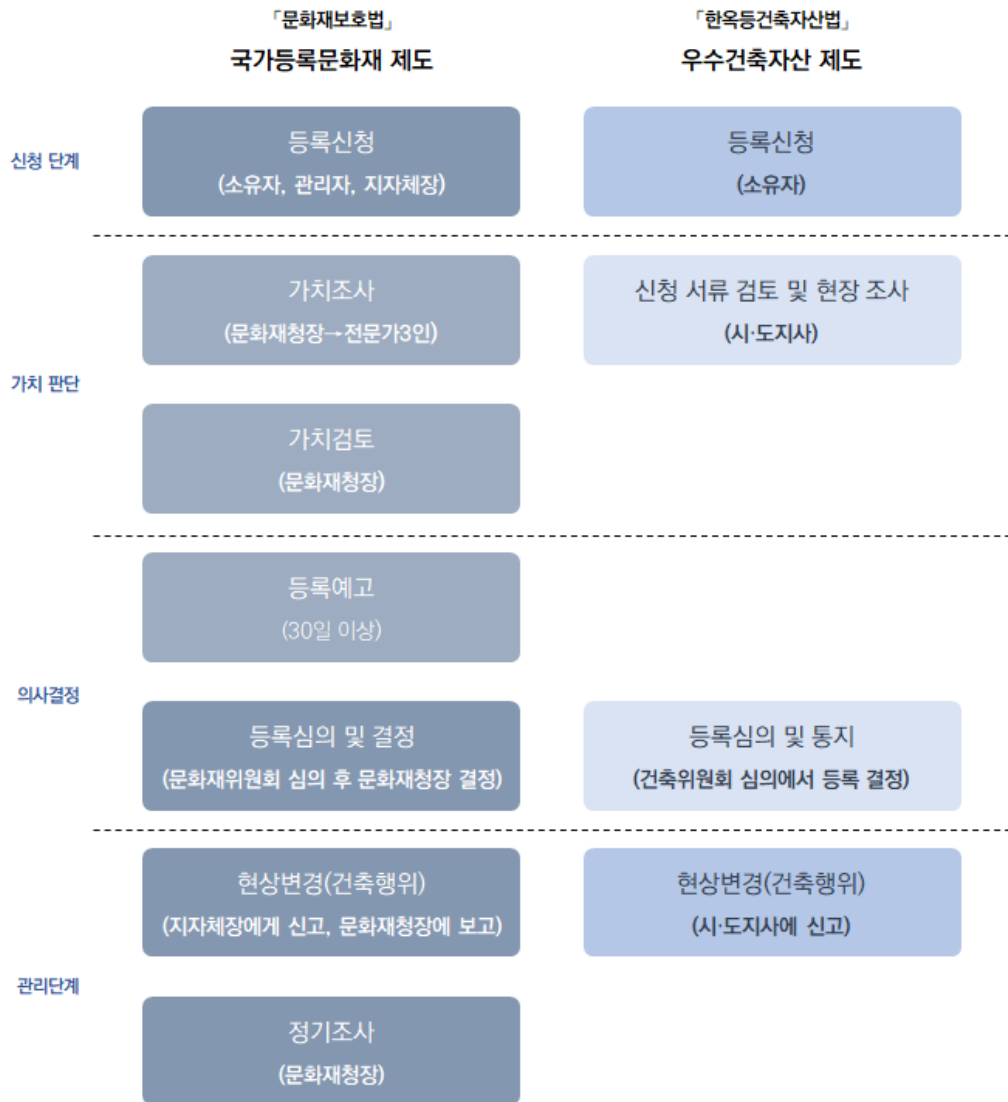 「문화재보호법」
국가등록문화재 제도
「한옥등건축자산법」
우수건축자산 제도
신청 단계
등록신청
(소유자, 관리자, 지자체장)
등록신청
(소유자)
가치 판단
가치조사
(문화재청장→전문가3인)
신청 서류 검토 및 현장 조사
(시·도지사)
가치검토
(문화재청장)
의사결정
등록예고
(30일 이상)
등록심의 및 결정
(문화재위원회 심의 후 문화재청장 결정)
등록심의 및 통지
(건축위원회 심의에서 등록 결정)
관리단계
현상변경(건축행위)
(지자체장에게 신고, 문화재청장에 보고)
현상변경(건축행위)
(시·도지사에 신고)
정기조사
(문화재청장)